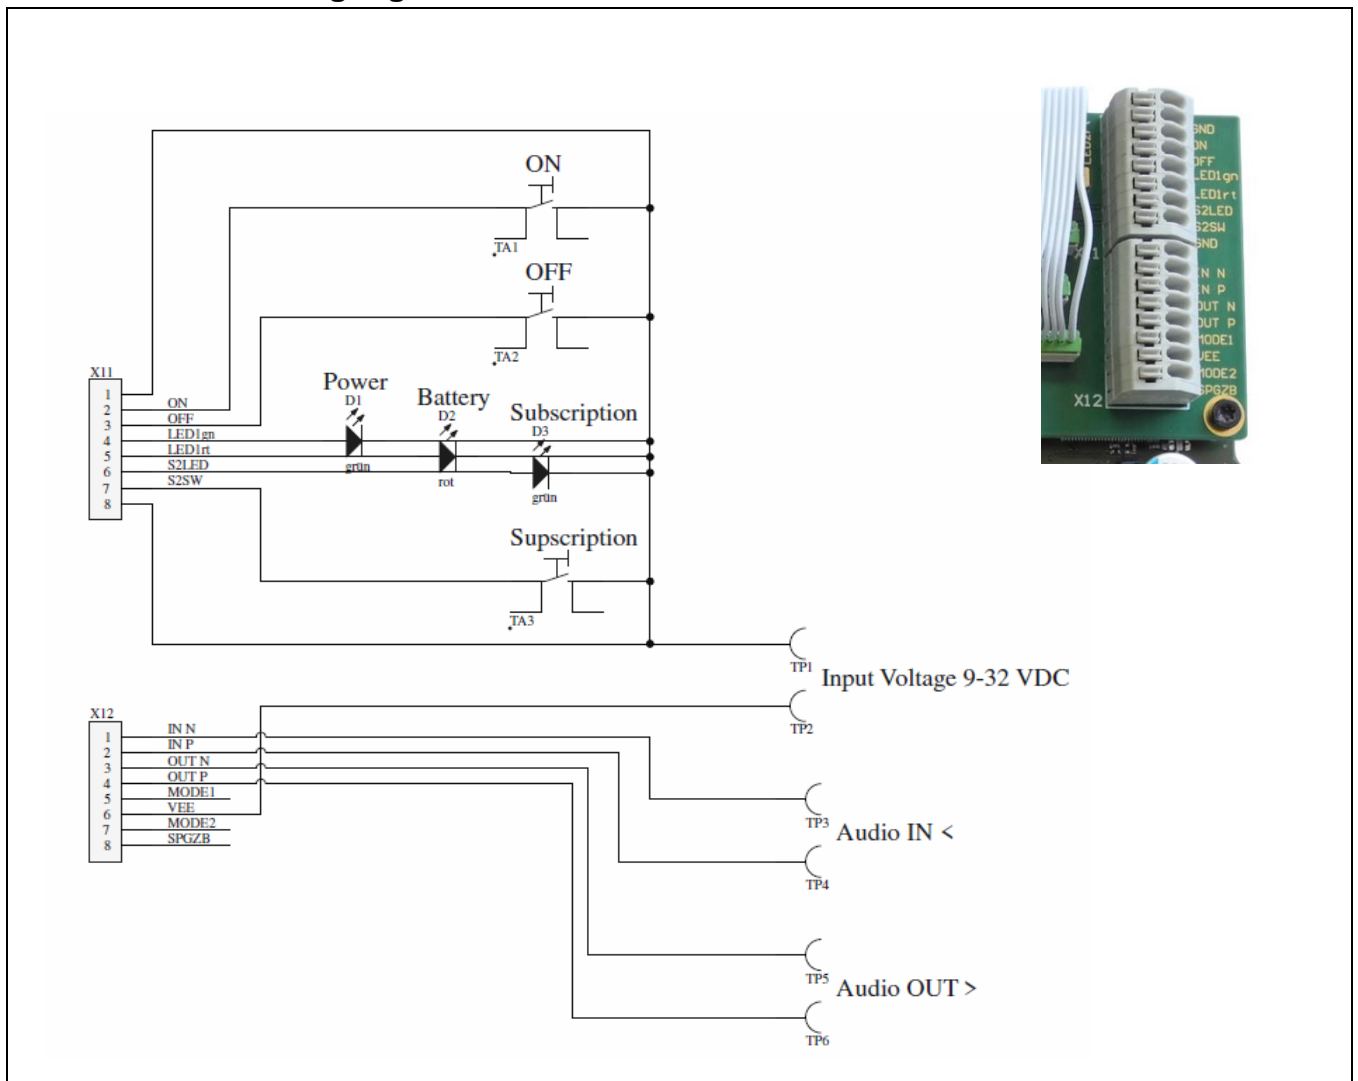 ON
TA1
OFF
TA2
X11
Power
D1
Battery
D2
Subscription
D3
1
2 ON
3 OFF
4 LED1gn
5 LED1rt
6 S2LED
7 S2SW
8
grün
rot
grün
Supscription
TA3
TP1
Input Voltage 9-32 VDC
TP2
X12
1 IN N
2 IN P
3 OUT N
4 OUT P
5 MODE1
6 VEE
7 MODE2
8 SPGZB
TP3
Audio IN <
TP4
TP5
Audio OUT >
TP6
GND
ON
OFF
LED1gn
LED1rt
S2LED
S2SW
GND
IN N
IN P
OUT N
OUT P
MODE1
VEE
MODE2
SPGZB
X12